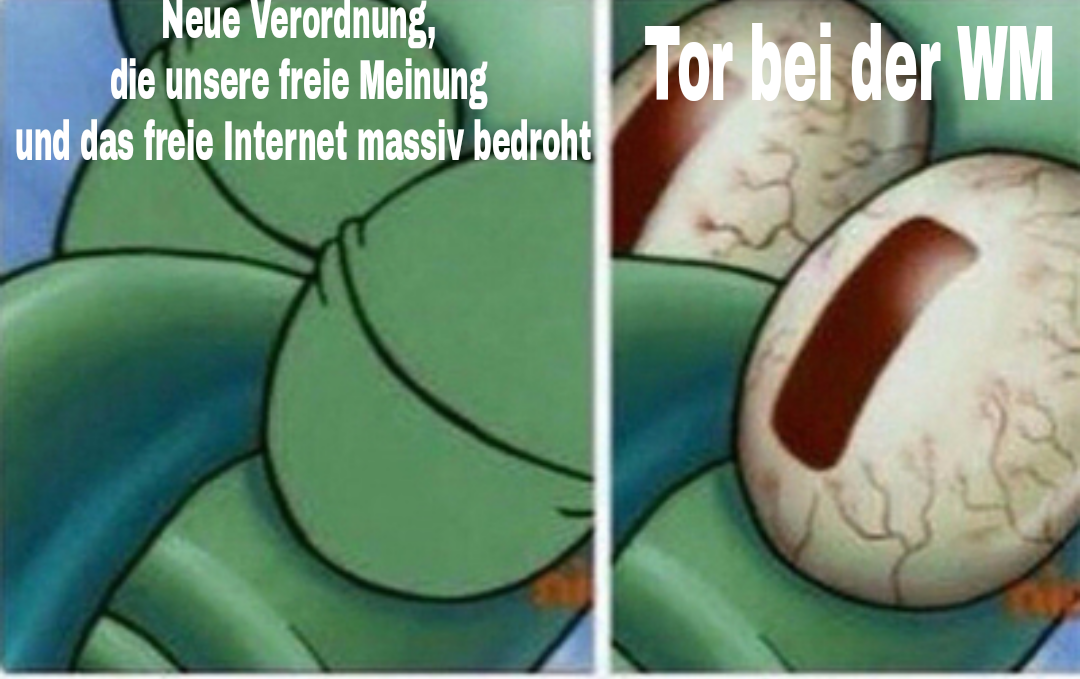 Neue Verordnung,
die unsere freie Meinung
und das freie Internet massiv bedroht
Tor bei der WM